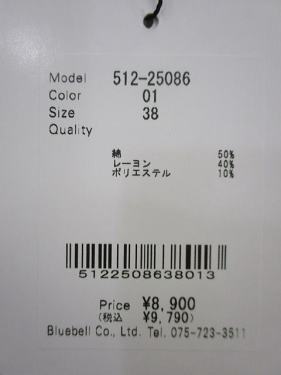 Model 512-25086
Color 01
Size 38
Quality
綿 50%
レーヨン 40%
ポリエステル 10%
5122508638013
Price ¥8,900
(税込 ¥9,790)
Bluebell Co., Ltd. Tel. 075-723-3511